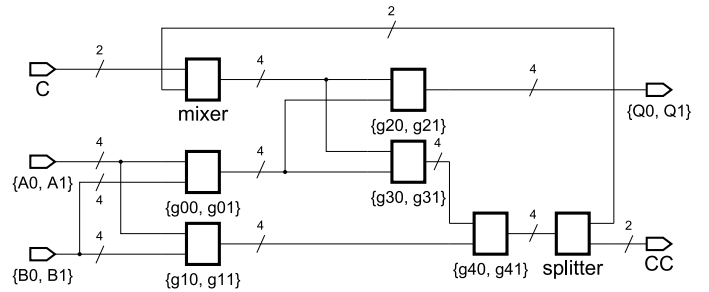 2
2
4
4
C
mixer
{Q0, Q1}
{g20, g21}
4
4
4
{A0, A1}
4
{g00, g01}
{g30, g31}
4
4
4
2
{B0, B1}
{g10, g11}
{g40, g41}
splitter
CC